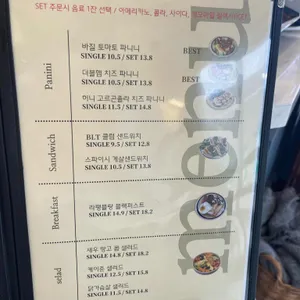 SET 주문시 음료 1잔 선택 / 아메리카노, 콜라, 사이다,
Panini
바질 토마토 파니니
SINGLE 10.5 / SET 13.8
BEST
더블햄 치즈 파니니
SINGLE 10.5 / SET 13.8
BEST
허니 고르곤졸라 치즈 파니니
SINGLE 11.5 / SET 14.8
Sandwich
BLT 클럽 샌드위치
SINGLE 9.5 / SET 12.8
스파이시 게살샌드위치
SINGLE 10.5 / SET 13.8
Breakfast
라평블랑 블랙퍼스트
SINGLE 14.9 / SET 18.2
salad
새우 망고 콥 샐러드
SINGLE 14.8 / SET 18.2
케이준 샐러드
SINGLE 12.5 / SET 15.8
닭가슴살 샐러드
SINGLE 11.5 / SET 14.8
menu